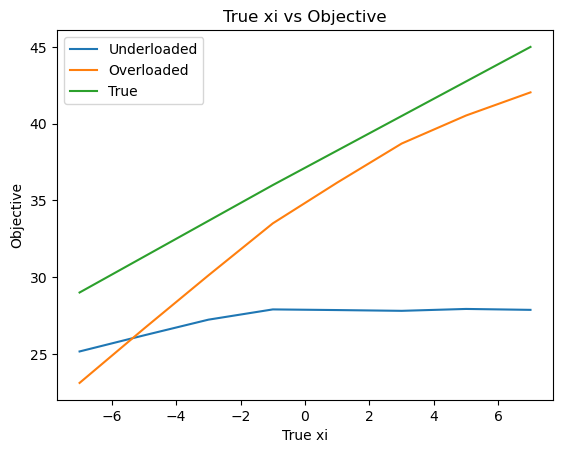 True xi vs Objective
Underloaded
Overloaded
True
45
40
35
30
25
Objective
−6
−4
−2
0
2
4
6
True xi